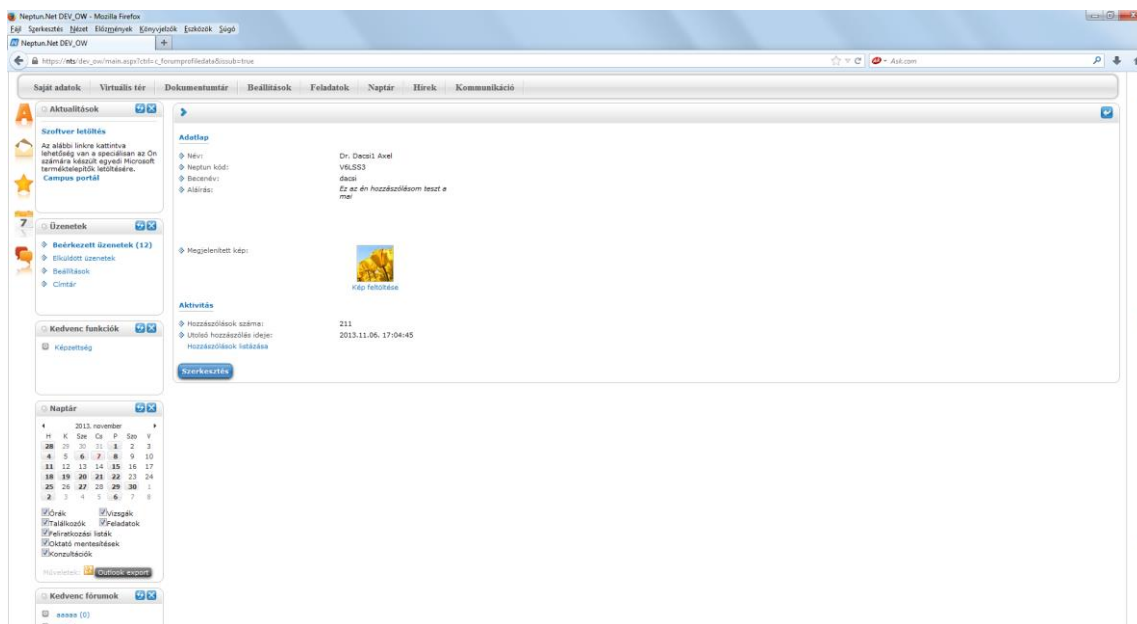 Neptun.Net DEV_OW - Mozilla Firefox
Fájl Szerkesztés Nézet Előzmények Könyvjelzők Eszközök Súgó
Neptun.Net DEV_OW
https://nts/dev_ow/main.aspx?ctrl=c_forumprofiledata&issub=true
Ask.com
Saját adatok Virtuális tér Dokumentumtár Beállítások Feladatok Naptár Hírek Kommunikáció
Aktualitások
Szoftver letöltés
Az alábbi linkre kattintva
lehetőség van a speciálisan az Ön
számára készült egyedi Microsoft
terméktelepítők letöltésére.
Campus portál
Üzenetek
Beérkezett üzenetek (12)
Elküldött üzenetek
Beállítások
Címtár
Kedvenc funkciók
Képzettség
Naptár
2013. november
H K Sze Cs P Szo V
28 29 30 31 1 2 3
4 5 6 7 8 9 10
11 12 13 14 15 16 17
18 19 20 21 22 23 24
25 26 27 28 29 30 1
2 3 4 5 6 7 8
Órák Vizsgák
Találkozók Feladatok
Feliratkozási listák
Oktató mentesítések
Konzultációk
Műveletek: Outlook export
Kedvenc fórumok
aaaaa (0)
Adatlap
Név: Dr. Dacsi1 Axel
Neptun kód: V6LSS3
Becenév: dacsi
Aláírás: Ez az én hozzászólásom teszt a
mai
Megjelenített kép:
Kép feltöltése
Aktivitás
Hozzászólások száma: 211
Utolsó hozzászólás ideje: 2013.11.06. 17:04:45
Hozzászólások listázása
Szerkesztés
7